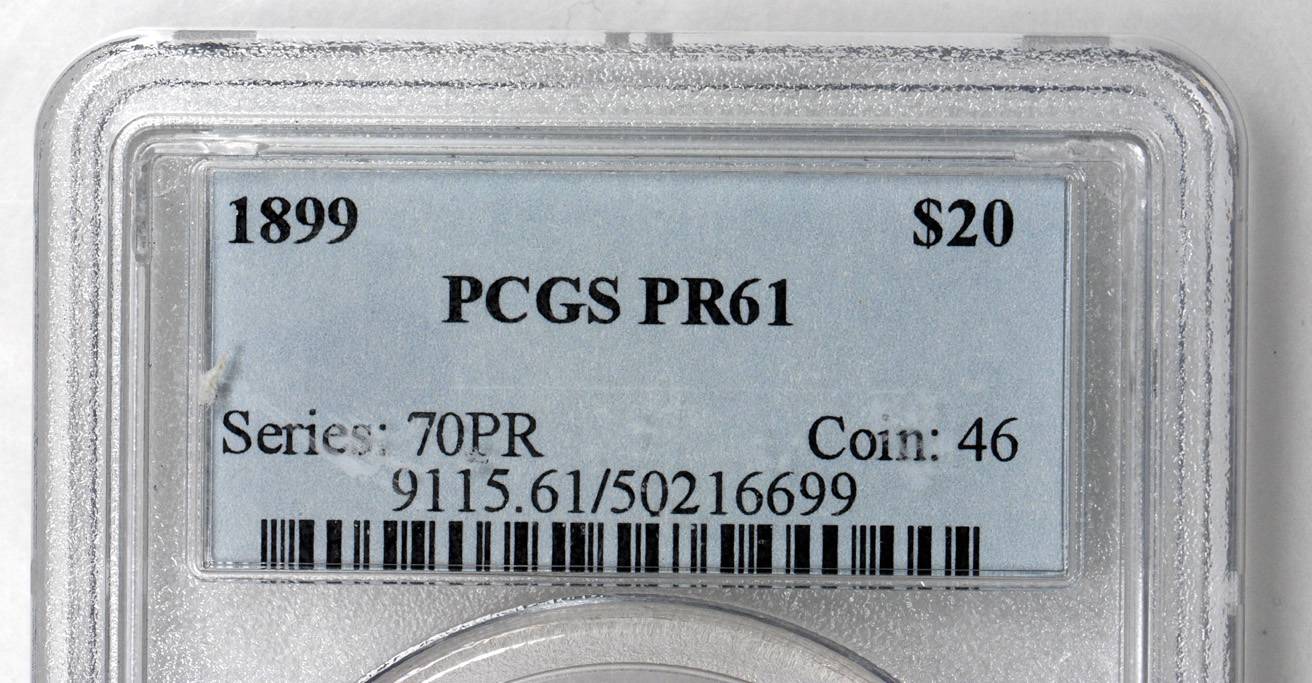 1899 $20
PCGS PR61
Series: 70PR Coin: 46
9115.61/50216699